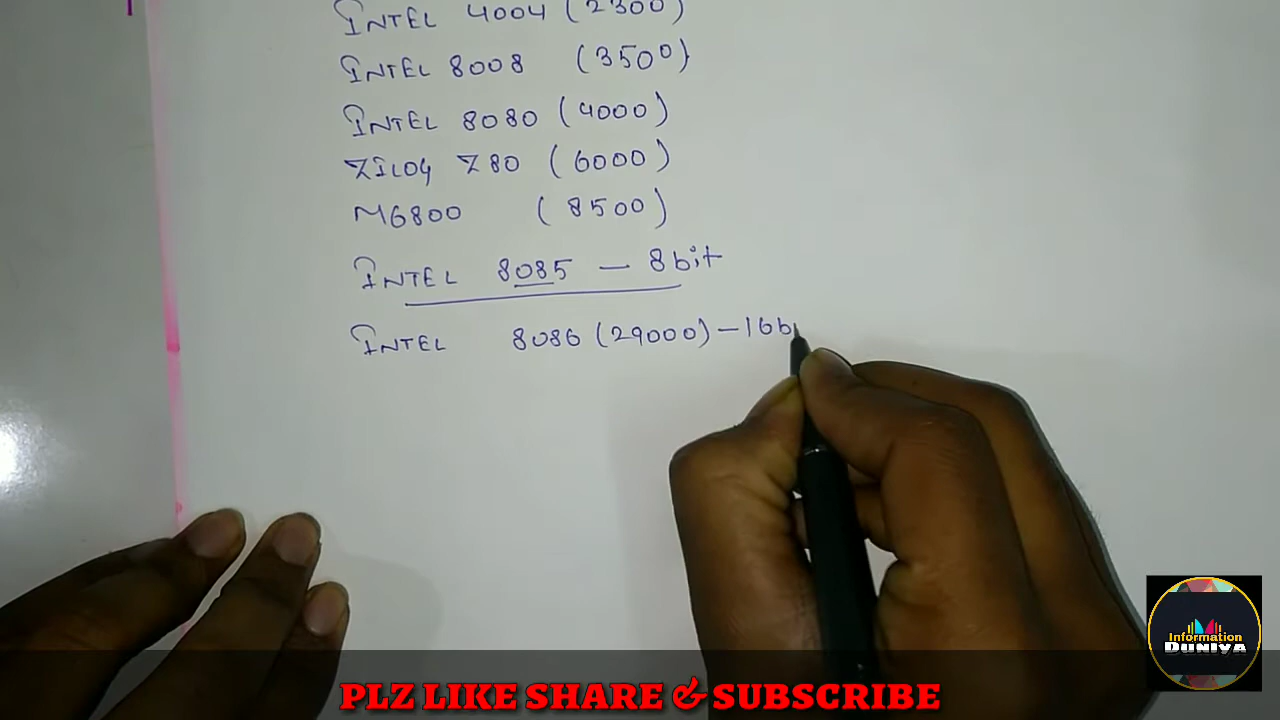 INTEL 4004 (2300)
INTEL 8008 (3500)
INTEL 8080 (4000)
ZILOG Z80 (6000)
M6800 (8500)
INTEL 8085 – 8bit
INTEL 8086 (29000) – 16b
Information
DUNIYA
PLZ LIKE SHARE & SUBSCRIBE